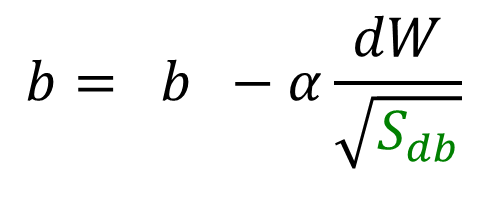 b = b − α dW / √S_db